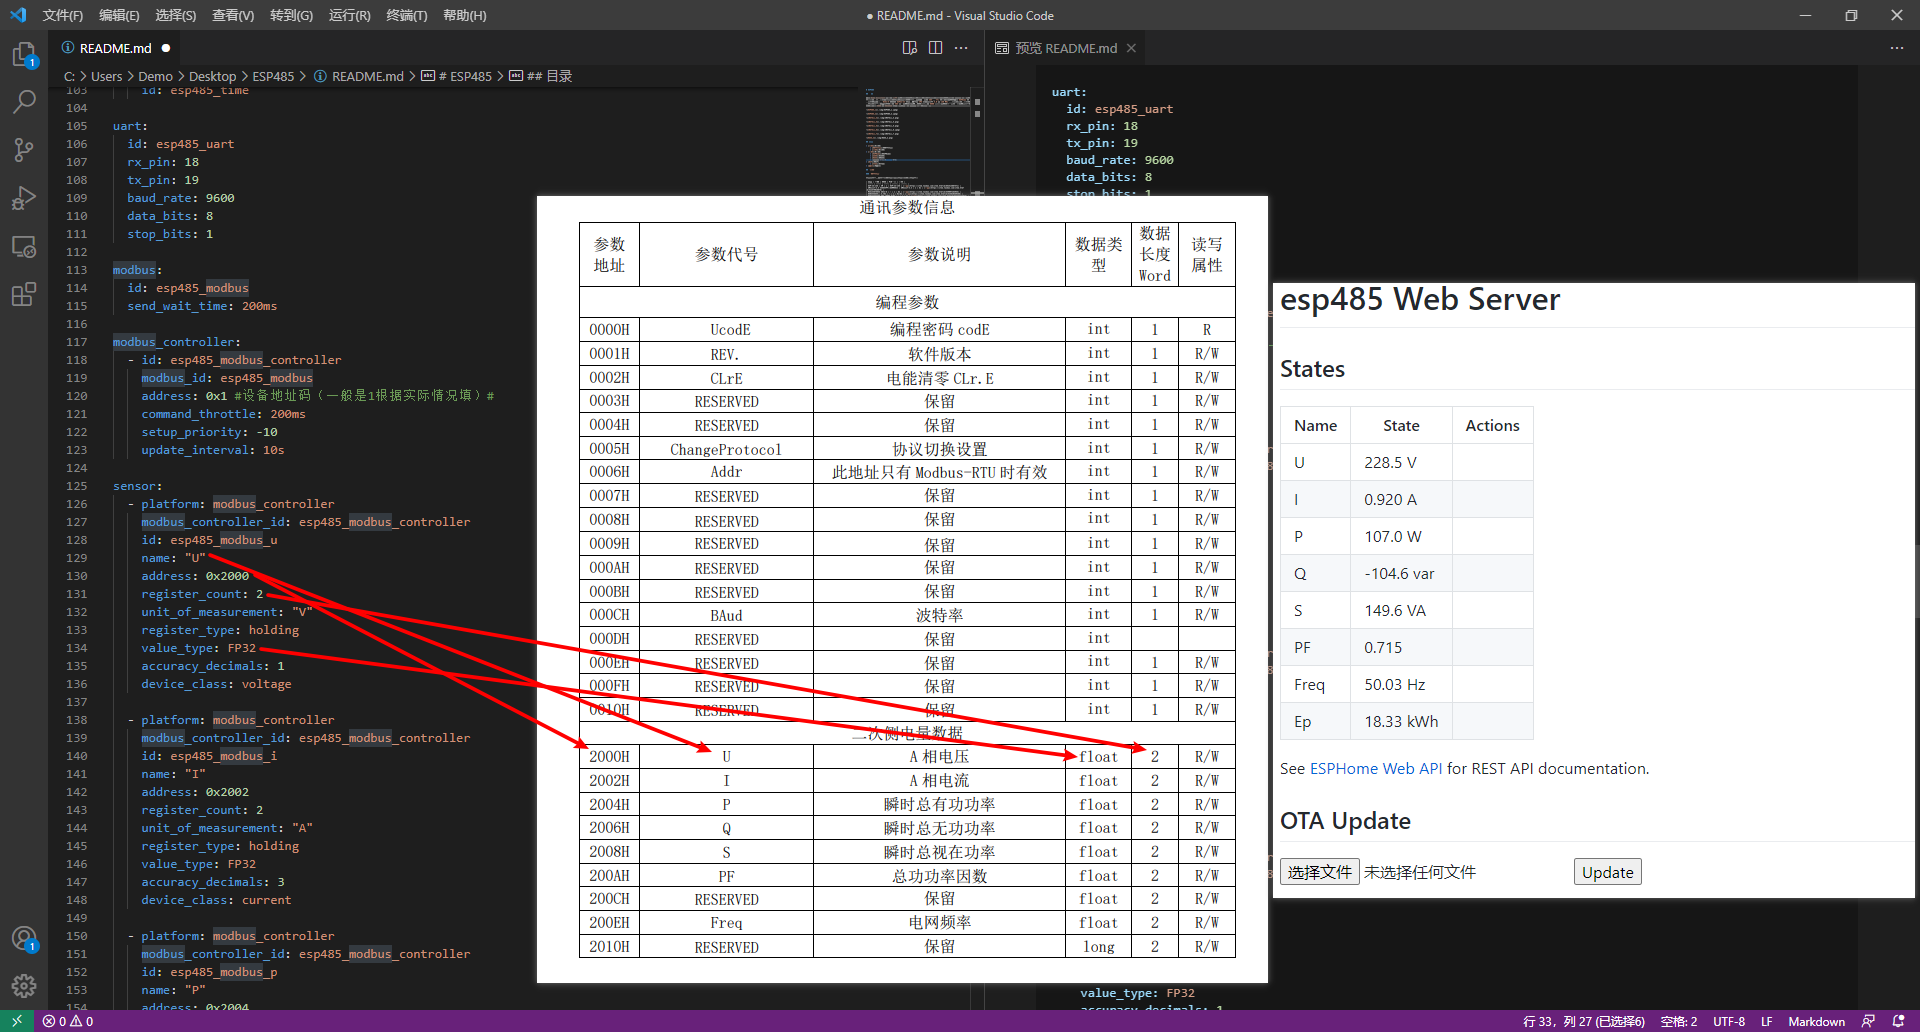 文件(F) 编辑(E) 选择(S) 查看(V) 转到(G) 运行(R) 终端(T) 帮助(H)
● README.md - Visual Studio Code
README.md ●
预览 README.md
C: > Users > Demo > Desktop > ESP485 > README.md > # ESP485 > ## 目录
103 id: esp485_time
104
105 uart:
106 id: esp485_uart
107 rx_pin: 18
108 tx_pin: 19
109 baud_rate: 9600
110 data_bits: 8
111 stop_bits: 1
112
113 modbus:
114 id: esp485_modbus
115 send_wait_time: 200ms
116
117 modbus_controller:
118 - id: esp485_modbus_controller
119 modbus_id: esp485_modbus
120 address: 0x1 #设备地址码（一般是1根据实际情况填）#
121 command_throttle: 200ms
122 setup_priority: -10
123 update_interval: 10s
124
125 sensor:
126 - platform: modbus_controller
127 modbus_controller_id: esp485_modbus_controller
128 id: esp485_modbus_u
129 name: "U"
130 address: 0x2000
131 register_count: 2
132 unit_of_measurement: "V"
133 register_type: holding
134 value_type: FP32
135 accuracy_decimals: 1
136 device_class: voltage
137
138 - platform: modbus_controller
139 modbus_controller_id: esp485_modbus_controller
140 id: esp485_modbus_i
141 name: "I"
142 address: 0x2002
143 register_count: 2
144 unit_of_measurement: "A"
145 register_type: holding
146 value_type: FP32
147 accuracy_decimals: 3
148 device_class: current
149
150 - platform: modbus_controller
151 modbus_controller_id: esp485_modbus_controller
152 id: esp485_modbus_p
153 name: "P"
154 address: 0x2004
uart:
id: esp485_uart
rx_pin: 18
tx_pin: 19
baud_rate: 9600
data_bits: 8
stop_bits: 1
通讯参数信息
参数地址 参数代号 参数说明 数据类型 数据长度 Word 读写属性
编程参数
0000H UcodE 编程密码 codE int 1 R
0001H REV. 软件版本 int 1 R/W
0002H CLrE 电能清零 CLr.E int 1 R/W
0003H RESERVED 保留 int 1 R/W
0004H RESERVED 保留 int 1 R/W
0005H ChangeProtocol 协议切换设置 int 1 R/W
0006H Addr 此地址只有 Modbus-RTU 时有效 int 1 R/W
0007H RESERVED 保留 int 1 R/W
0008H RESERVED 保留 int 1 R/W
0009H RESERVED 保留 int 1 R/W
000AH RESERVED 保留 int 1 R/W
000BH RESERVED 保留 int 1 R/W
000CH BAud 波特率 int 1 R/W
000DH RESERVED 保留 int
000EH RESERVED 保留 int 1 R/W
000FH RESERVED 保留 int 1 R/W
0010H RESERVED 保留 int 1 R/W
二次侧电量数据
2000H U A 相电压 float 2 R/W
2002H I A 相电流 float 2 R/W
2004H P 瞬时总有功功率 float 2 R/W
2006H Q 瞬时总无功功率 float 2 R/W
2008H S 瞬时总视在功率 float 2 R/W
200AH PF 总功功率因数 float 2 R/W
200CH RESERVED 保留 float 2 R/W
200EH Freq 电网频率 float 2 R/W
2010H RESERVED 保留 long 2 R/W
esp485 Web Server
States
Name State Actions
U 228.5 V
I 0.920 A
P 107.0 W
Q -104.6 var
S 149.6 VA
PF 0.715
Freq 50.03 Hz
Ep 18.33 kWh
See ESPHome Web API for REST API documentation.
OTA Update
选择文件 未选择任何文件 Update
value_type: FP32
accuracy_decimals: 1
0 0
行 33，列 27 (已选择6) 空格: 2 UTF-8 LF Markdown